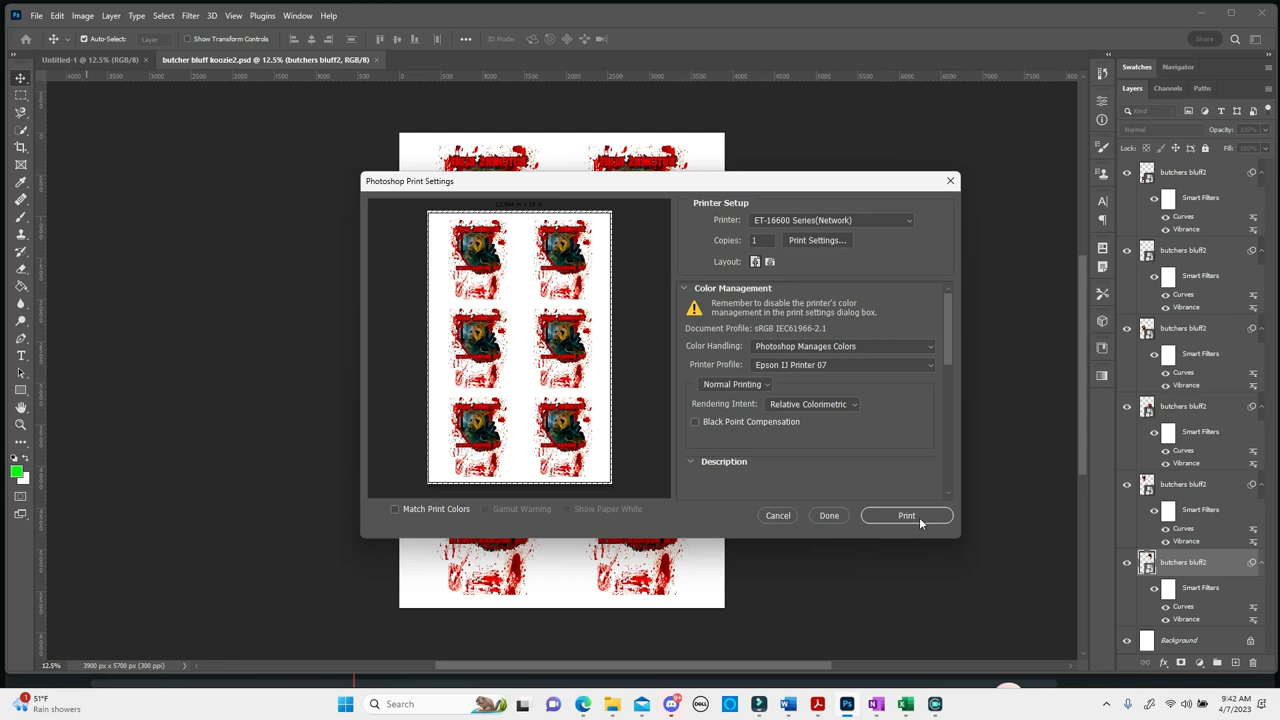 File Edit Image Layer Type Select Filter 3D View Plugins Window Help
Auto-Select: Layer Show Transform Controls 3D Mode: Share
Untitled-1 @ 12.5% (RGB/8) × butcher bluff koozie2.psd @ 12.5% (butchers bluff2, RGB/8) ×
Swatches Navigator
Layers Channels Paths
Kind
Normal Opacity: 100%
Lock: Fill: 100%
butchers bluff2
Smart Filters
Curves
Vibrance
butchers bluff2
Smart Filters
Curves
Vibrance
butchers bluff2
Smart Filters
Curves
Vibrance
butchers bluff2
Smart Filters
Curves
Vibrance
butchers bluff2
Smart Filters
Curves
Vibrance
butchers bluff2
Smart Filters
Curves
Vibrance
Background
Photoshop Print Settings
Printer Setup
Printer: ET-16600 Series(Network)
Copies: 1 Print Settings...
Layout:
Color Management
Remember to disable the printer's color
management in the print settings dialog box.
Document Profile: sRGB IEC61966-2.1
Color Handling: Photoshop Manages Colors
Printer Profile: Epson IJ Printer 07
Normal Printing
Rendering Intent: Relative Colorimetric
Black Point Compensation
Description
Match Print Colors Gamut Warning Show Paper White
Cancel Done Print
12.5% 3900 px x 5700 px (300 ppi)
51°F
Rain showers
Search
9:42 AM
4/7/2023